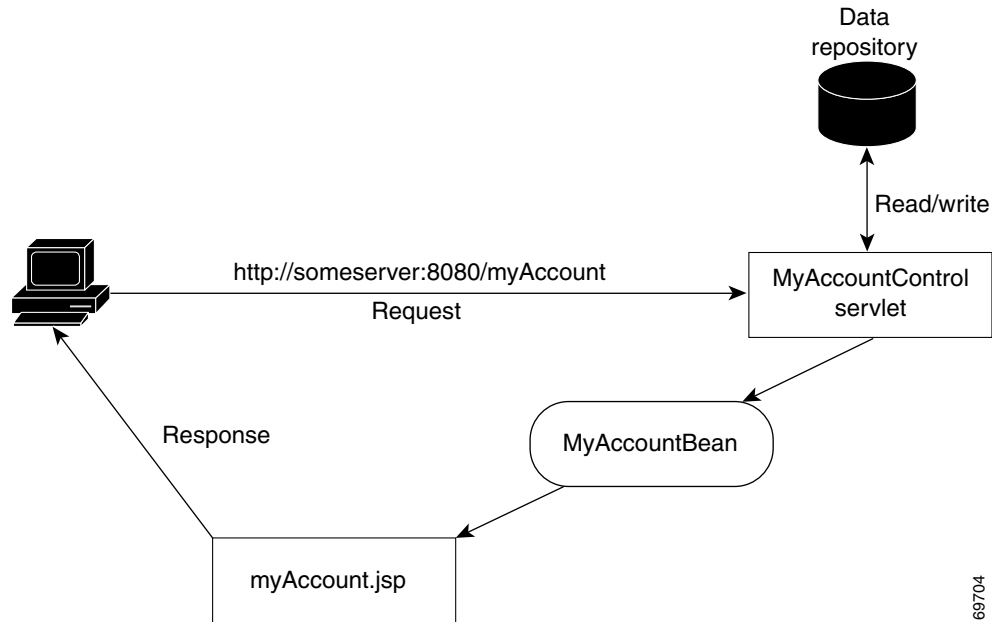 Data
repository
Read/write
http://someserver:8080/myAccount
Request
MyAccountControl
servlet
Response
MyAccountBean
myAccount.jsp
69704